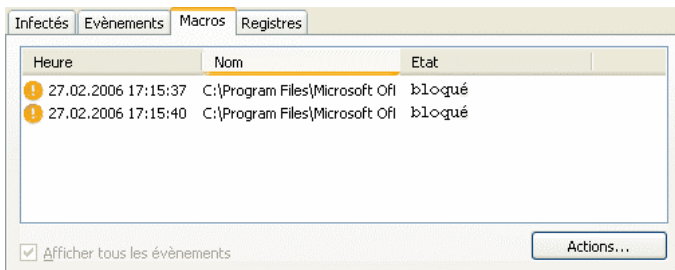 Infectés Evènements Macros Registres
Heure Nom Etat
27.02.2006 17:15:37 C:\Program Files\Microsoft Ofl bloqué
27.02.2006 17:15:40 C:\Program Files\Microsoft Ofl bloqué
Afficher tous les évènements Actions...